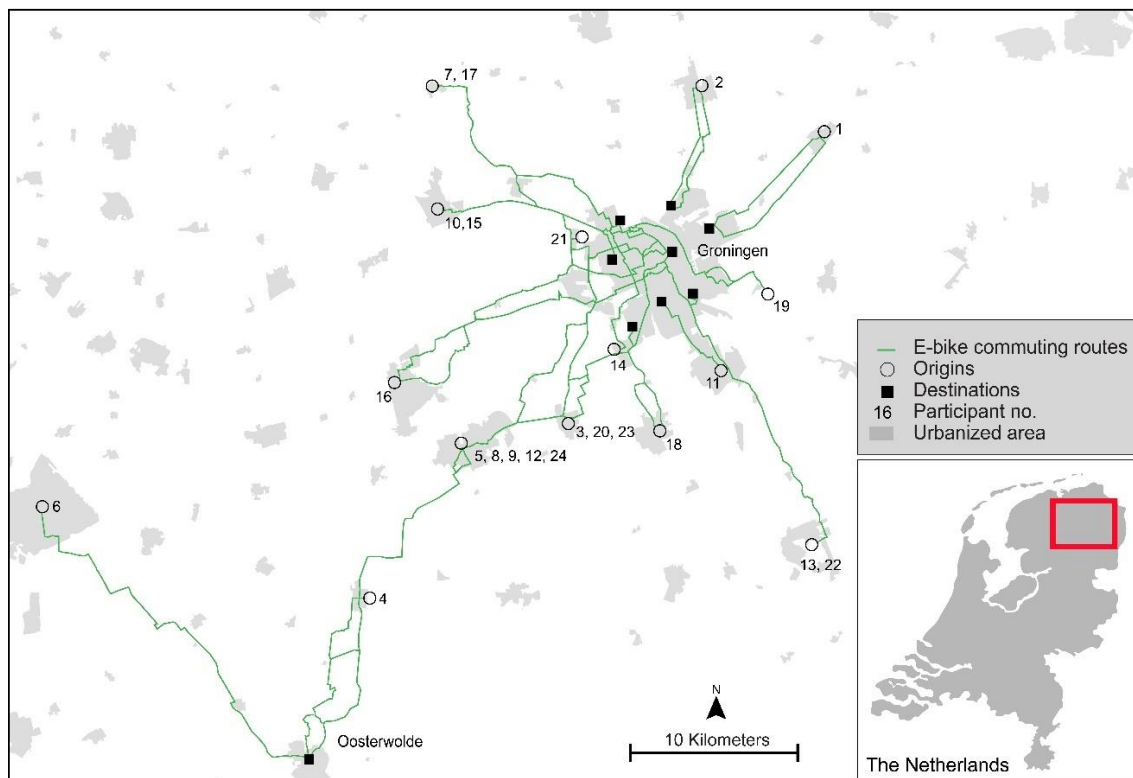 7, 17
2
1
10,15
21
Groningen
19
14
11
16
3, 20, 23
18
5, 8, 9, 12, 24
6
13, 22
4
Oosterwolde
N
10 Kilometers
E-bike commuting routes
Origins
Destinations
16 Participant no.
Urbanized area
The Netherlands